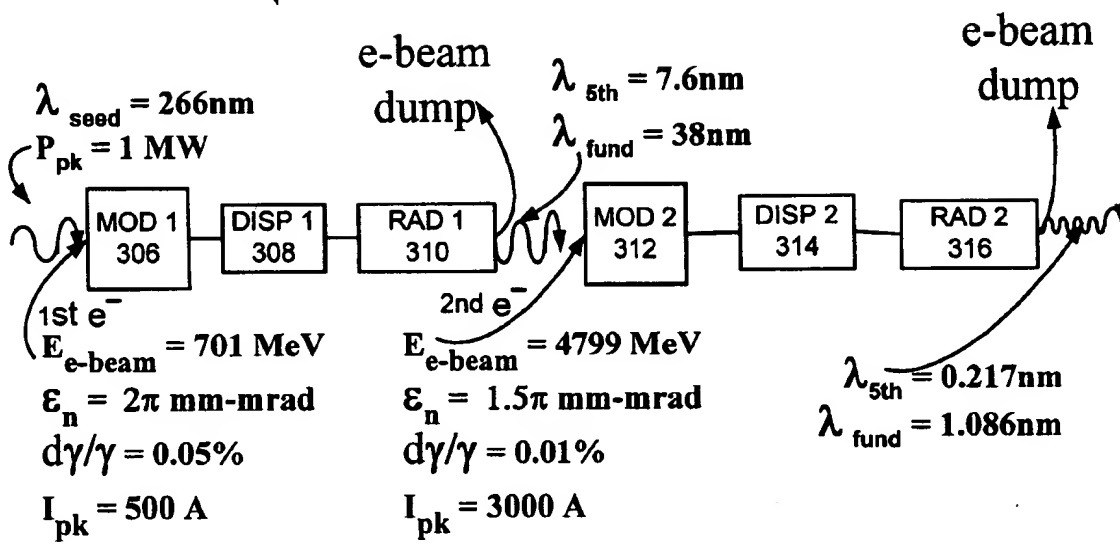 e-beam
dump
e-beam
dump
λ seed = 266nm
P pk = 1 MW
λ 5th = 7.6nm
λ fund = 38nm
MOD 1
306
DISP 1
308
RAD 1
310
MOD 2
312
DISP 2
314
RAD 2
316
1st e⁻
E e-beam = 701 MeV
εn = 2π mm-mrad
dγ/γ = 0.05%
I pk = 500 A
2nd e⁻
E e-beam = 4799 MeV
εn = 1.5π mm-mrad
dγ/γ = 0.01%
I pk = 3000 A
λ 5th = 0.217nm
λ fund = 1.086nm